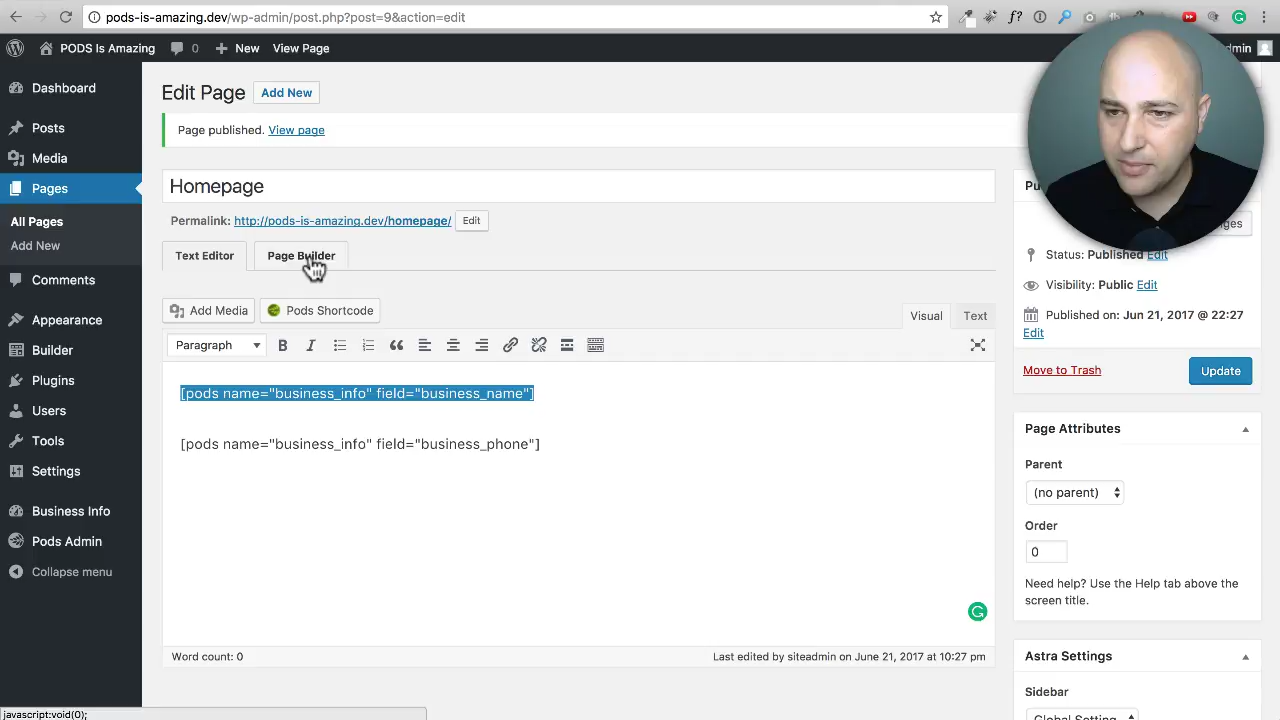 pods-is-amazing.dev/wp-admin/post.php?post=9&action=edit
PODS Is Amazing 0 New View Page
Dashboard
Posts
Media
Pages
All Pages
Add New
Comments
Appearance
Builder
Plugins
Users
Tools
Settings
Business Info
Pods Admin
Collapse menu
Edit Page Add New
Page published. View page
Homepage
Permalink: http://pods-is-amazing.dev/homepage/ Edit
Text Editor Page Builder
Add Media Pods Shortcode
Visual Text
Paragraph
[pods name="business_info" field="business_name"]
[pods name="business_info" field="business_phone"]
Word count: 0 Last edited by siteadmin on June 21, 2017 at 10:27 pm
Status: Published Edit
Visibility: Public Edit
Published on: Jun 21, 2017 @ 22:27
Edit
Move to Trash Update
Page Attributes
Parent
(no parent)
Order
0
Need help? Use the Help tab above the
screen title.
Astra Settings
Sidebar
javascript:void(0);